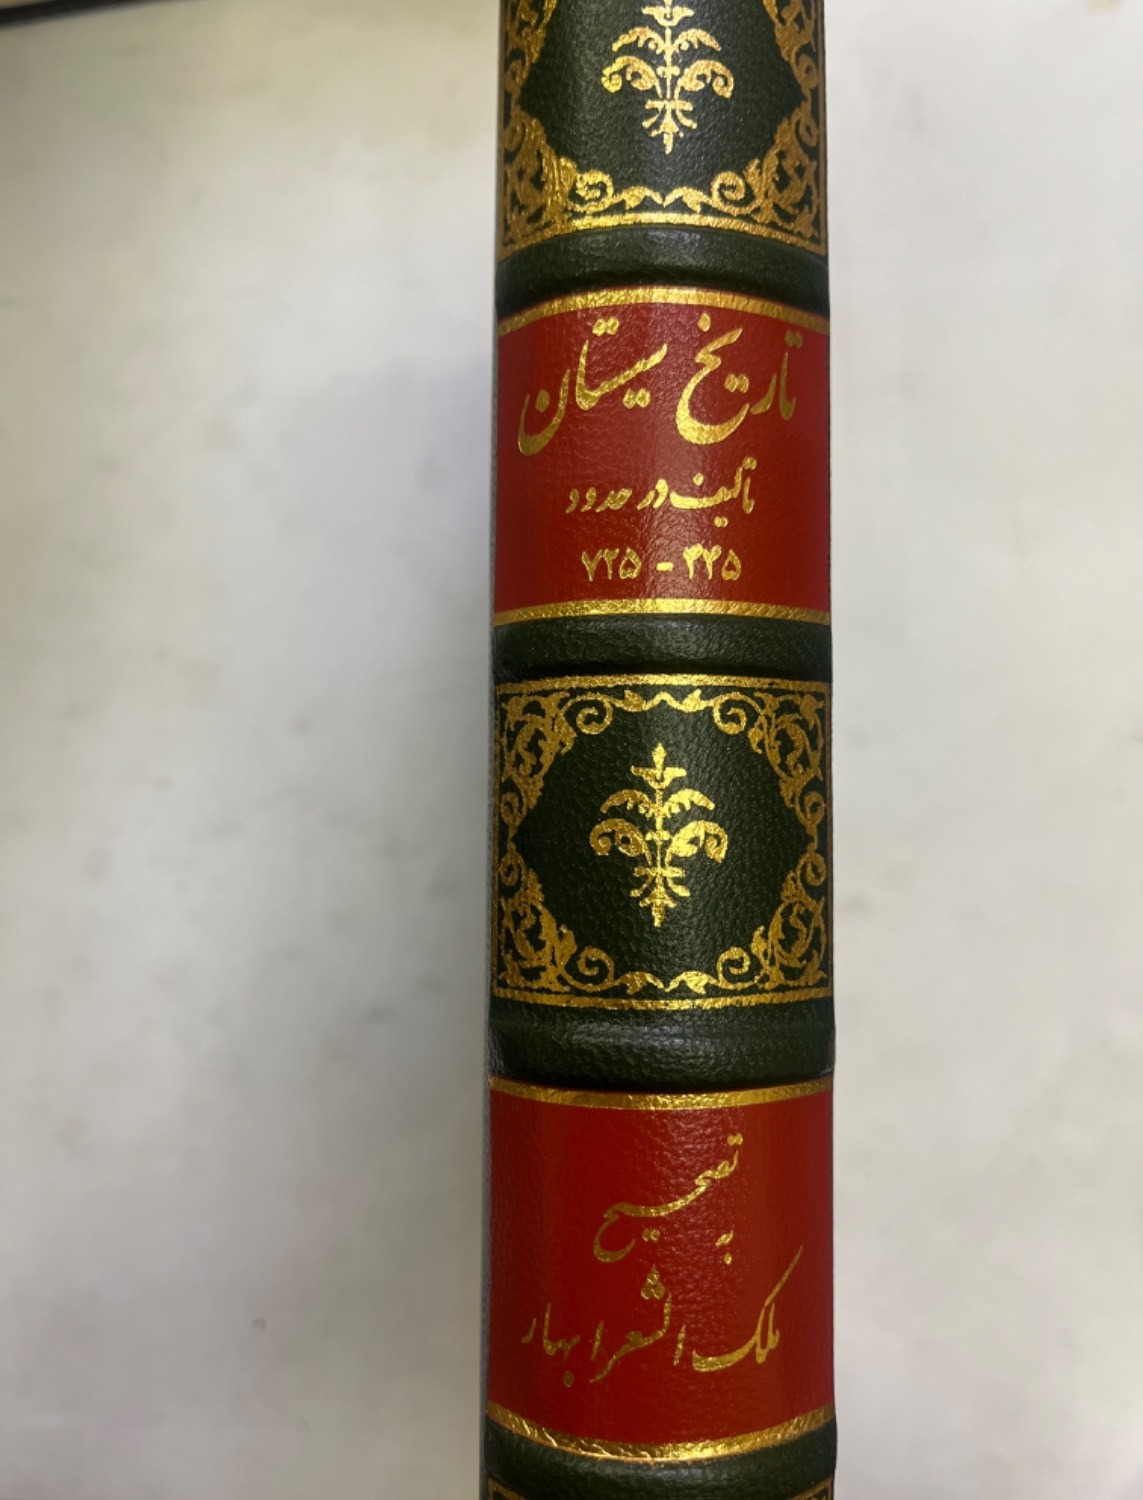 تاریخ سیستان
تألیف در حدود
۴۴۵ - ۷۲۵
به تصحیح
ملک الشعرا بهار